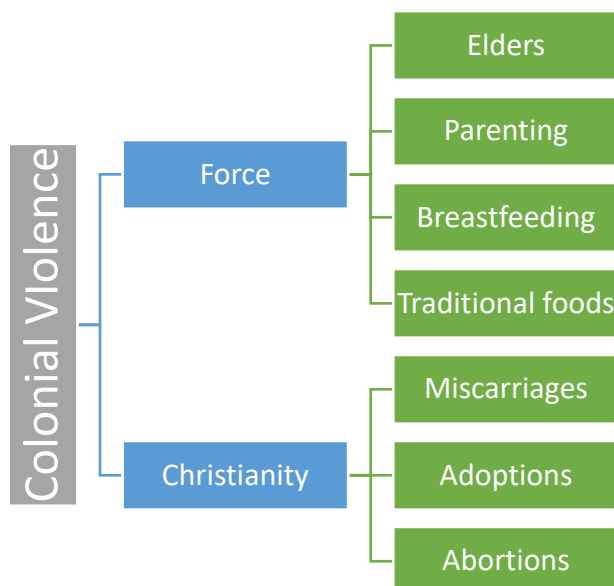 Colonial VIolence
Force
Elders
Parenting
Breastfeeding
Traditional foods
Christianity
Miscarriages
Adoptions
Abortions